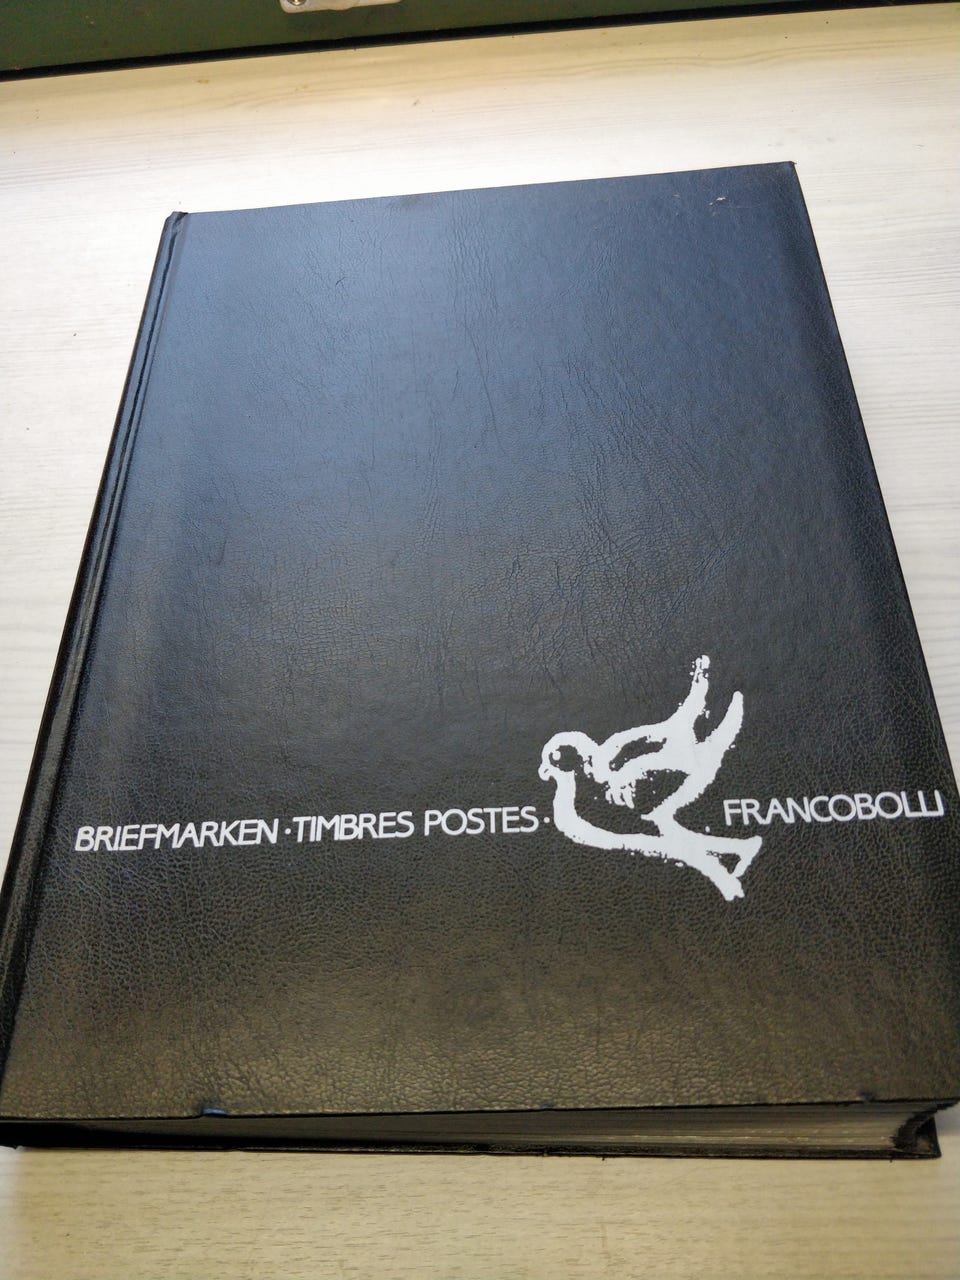 BRIEFMARKEN · TIMBRES POSTES · FRANCOBOLLI